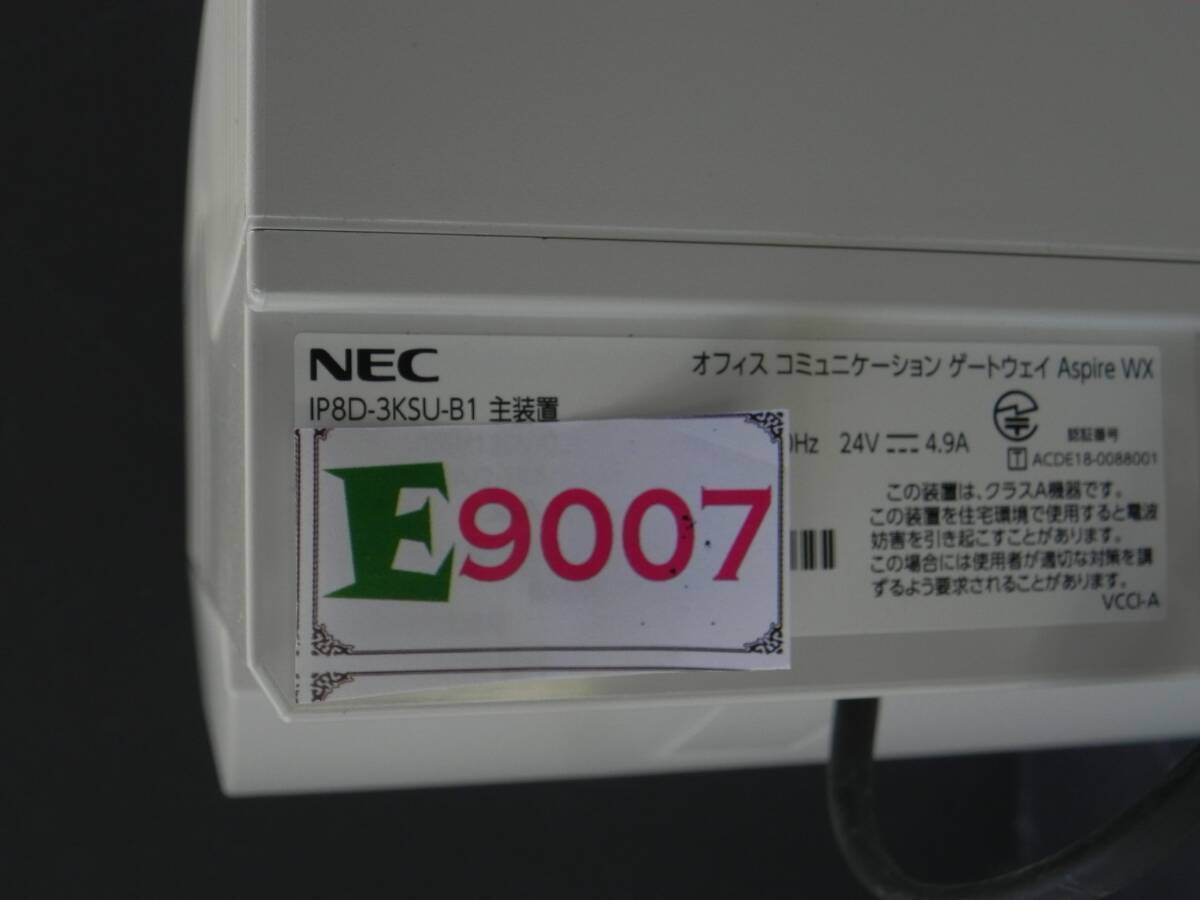 NEC
オフィス コミュニケーション ゲートウェイ Aspire WX
IP8D-3KSU-B1 主装置
Hz 24V 4.9A
認証番号
T ACDE18-0088001
E9007
この装置は、クラスA機器です。
この装置を住宅環境で使用すると電波
妨害を引き起こすことがあります。
この場合には使用者が適切な対策を講
ずるよう要求されることがあります。
VCCI-A